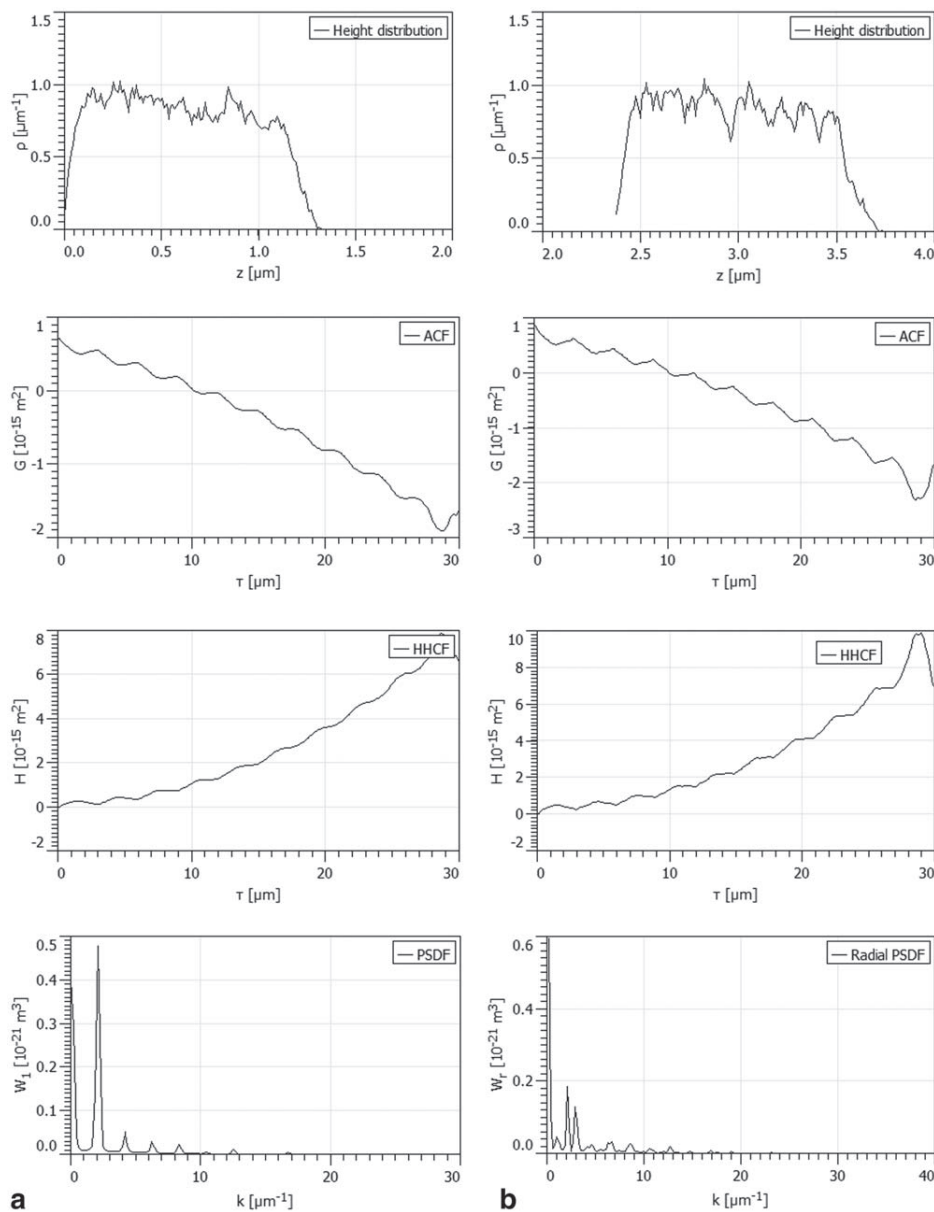 1.5
1.0
0.5
0.0
ρ [µm⁻¹]
Height distribution
0.0 0.5 1.0 1.5 2.0
z [µm]
1.5
1.0
0.5
0.0
ρ [µm⁻¹]
Height distribution
2.0 2.5 3.0 3.5 4.0
z [µm]
1
0
-1
-2
G [10⁻¹⁵ m²]
ACF
0 10 20 30
τ [µm]
1
0
-1
-2
-3
G [10⁻¹⁵ m²]
ACF
0 10 20 30
τ [µm]
8
6
4
2
0
-2
H [10⁻¹⁵ m²]
HHCF
0 10 20 30
τ [µm]
10
8
6
4
2
0
-2
H [10⁻¹⁵ m²]
HHCF
0 10 20 30
τ [µm]
0.5
0.4
0.3
0.2
0.1
0.0
W₁ [10⁻²¹ m³]
PSDF
0 10 20 30
k [µm⁻¹]
a
0.6
0.4
0.2
0.0
Wᵣ [10⁻²¹ m³]
Radial PSDF
0 10 20 30 40
k [µm⁻¹]
b